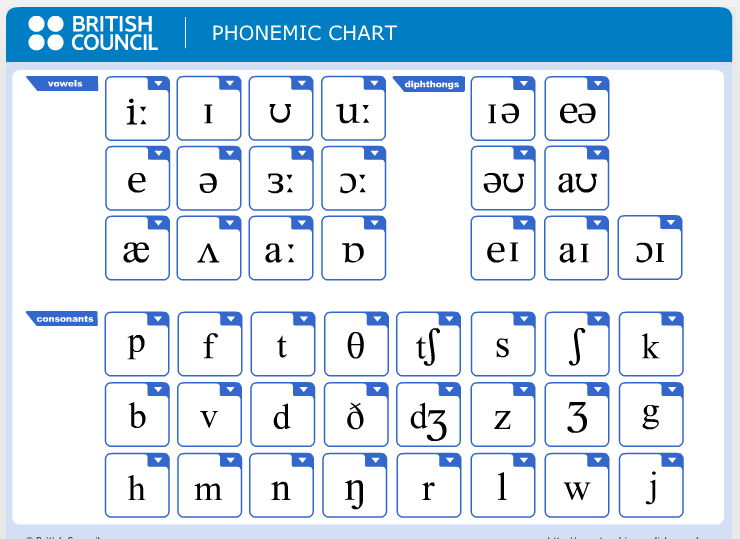 BRITISH
COUNCIL
PHONEMIC CHART
vowels
iː ɪ ʊ uː
e ə ɜː ɔː
æ ʌ aː ɒ
diphthongs
ɪə eə
əʊ aʊ
eɪ aɪ ɔɪ
consonants
p f t θ tʃ s ʃ k
b v d ð dʒ z ʒ g
h m n ŋ r l w j